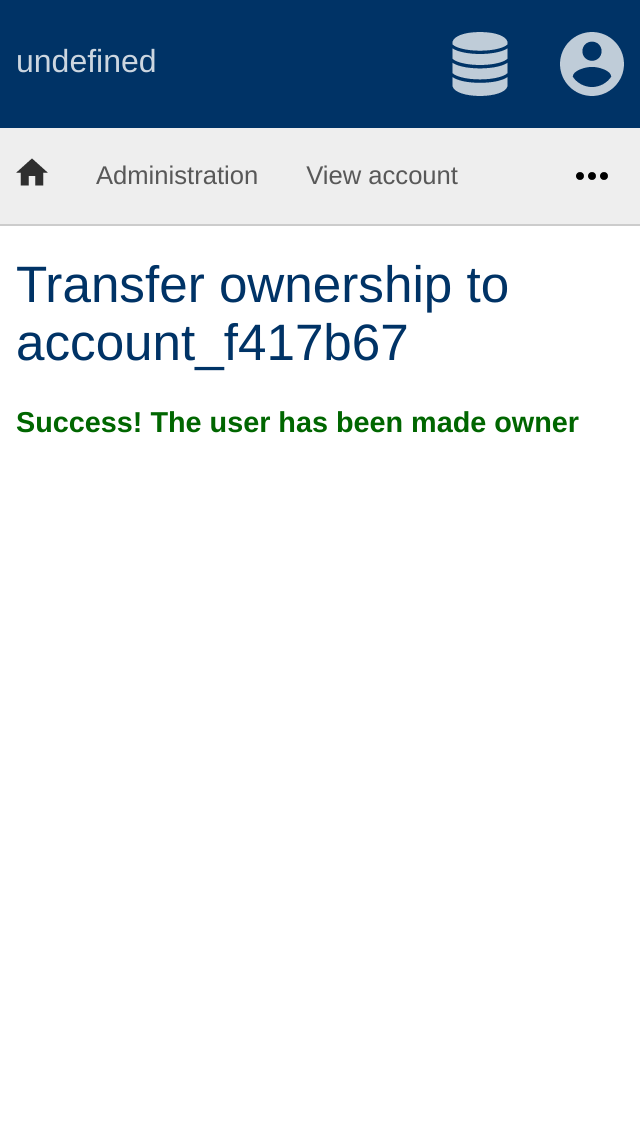 undefined
Administration View account
Transfer ownership to
account_f417b67
Success! The user has been made owner